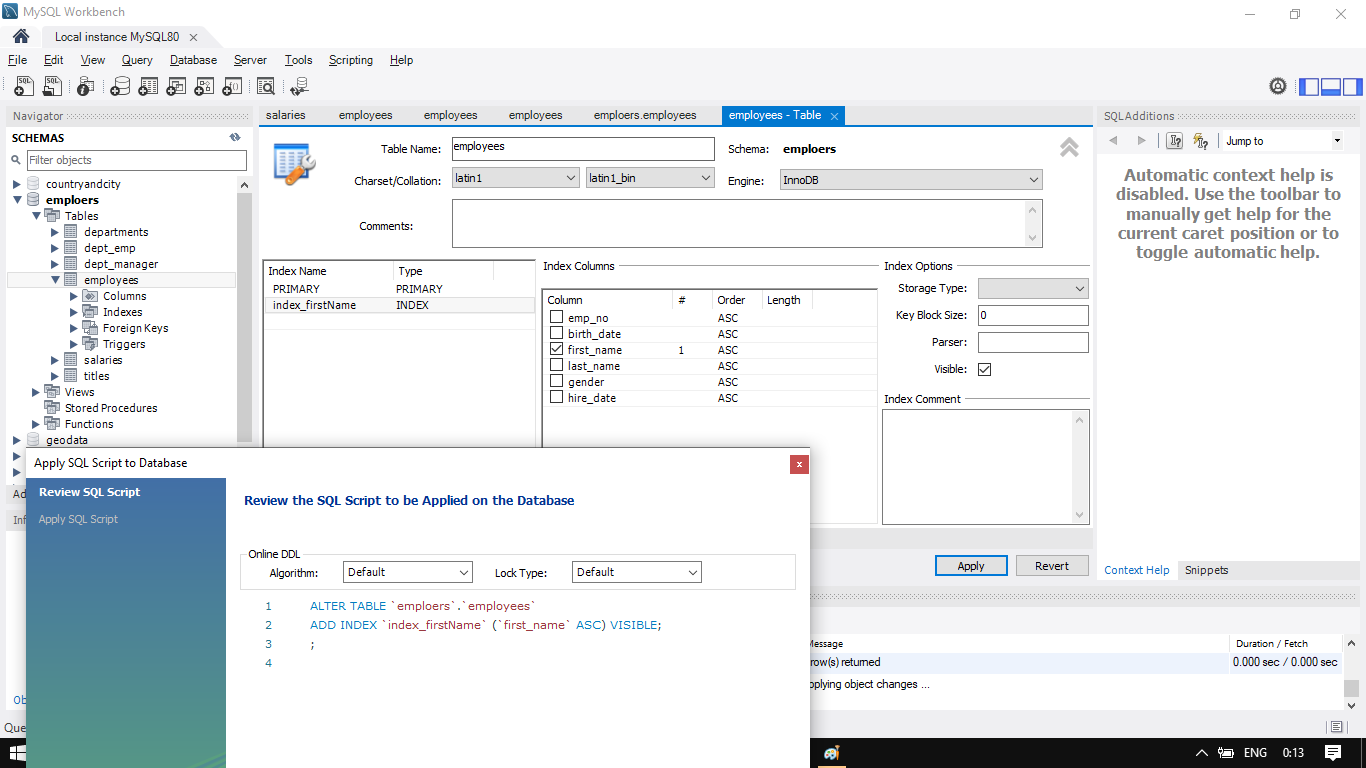 MySQL Workbench
Local instance MySQL80
File Edit View Query Database Server Tools Scripting Help
Navigator
SCHEMAS
Filter objects
countryandcity
emploers
Tables
departments
dept_emp
dept_manager
employees
Columns
Indexes
Foreign Keys
Triggers
salaries
titles
Views
Stored Procedures
Functions
geodata
salaries employees employees employees emploers.employees employees - Table
Table Name: employees Schema: emploers
Charset/Collation: latin1 latin1_bin Engine: InnoDB
Comments:
Index Name Type
PRIMARY PRIMARY
index_firstName INDEX
Index Columns
Column # Order Length
emp_no ASC
birth_date ASC
first_name 1 ASC
last_name ASC
gender ASC
hire_date ASC
Index Options
Storage Type:
Key Block Size: 0
Parser:
Visible:
Index Comment
Apply Revert
SQLAdditions
Jump to
Automatic context help is
disabled. Use the toolbar to
manually get help for the
current caret position or to
toggle automatic help.
Context Help Snippets
Apply SQL Script to Database
Review SQL Script
Apply SQL Script
Review the SQL Script to be Applied on the Database
Online DDL
Algorithm: Default Lock Type: Default
1 ALTER TABLE `emploers`.`employees`
2 ADD INDEX `index_firstName` (`first_name` ASC) VISIBLE;
3 ;
4
Message Duration / Fetch
row(s) returned 0.000 sec / 0.000 sec
pplying object changes ...
ENG 0:13